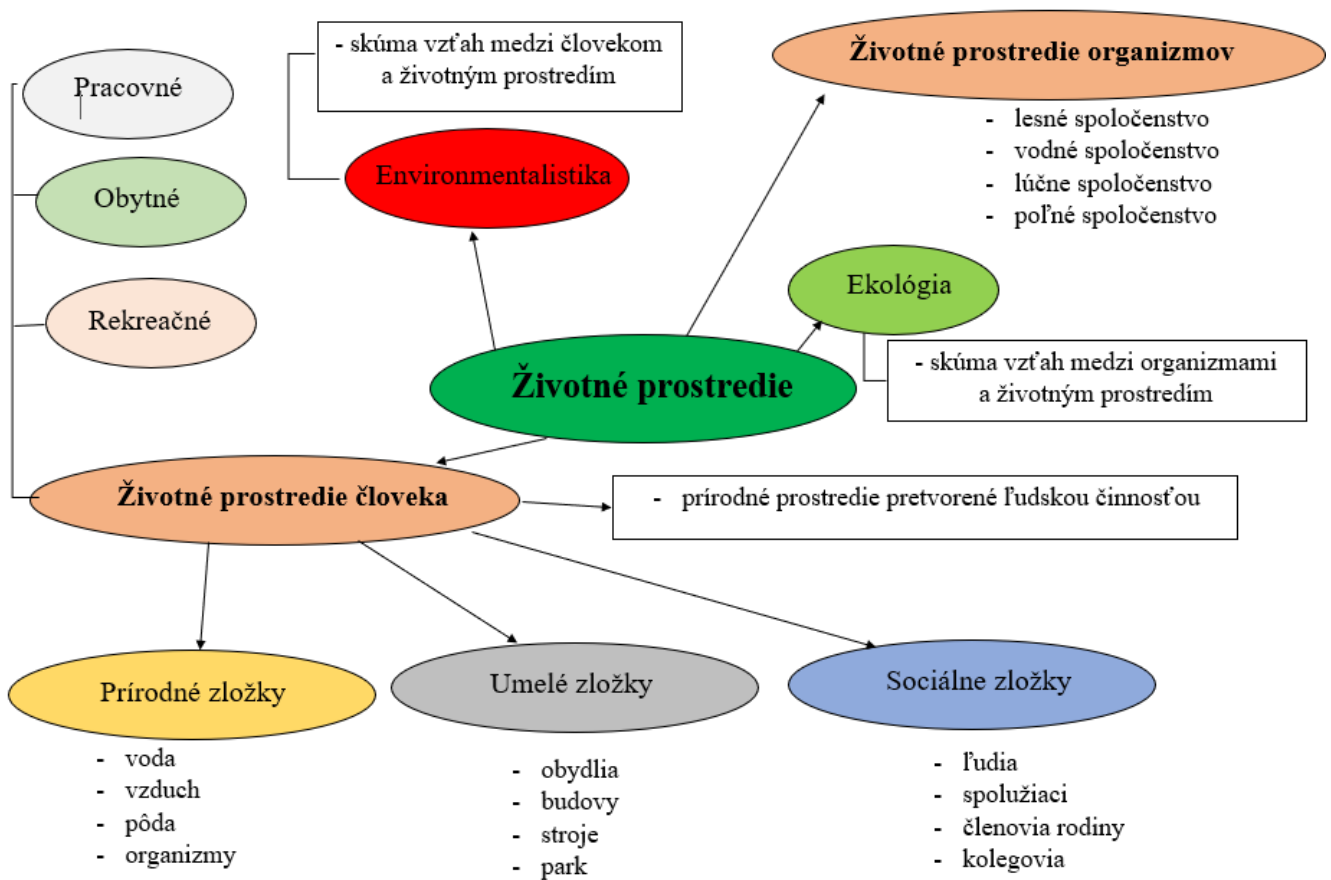 - skúma vzťah medzi človekom
a životným prostredím
Životné prostredie organizmov
Pracovné
- lesné spoločenstvo
- vodné spoločenstvo
- lúčne spoločenstvo
- poľné spoločenstvo
Environmentalistika
Obytné
Ekológia
Rekreačné
- skúma vzťah medzi organizmami
a životným prostredím
Životné prostredie
Životné prostredie človeka
- prírodné prostredie pretvorené ľudskou činnosťou
Prírodné zložky
- voda
- vzduch
- pôda
- organizmy
Umelé zložky
- obydlia
- budovy
- stroje
- park
Sociálne zložky
- ľudia
- spolužiaci
- členovia rodiny
- kolegovia